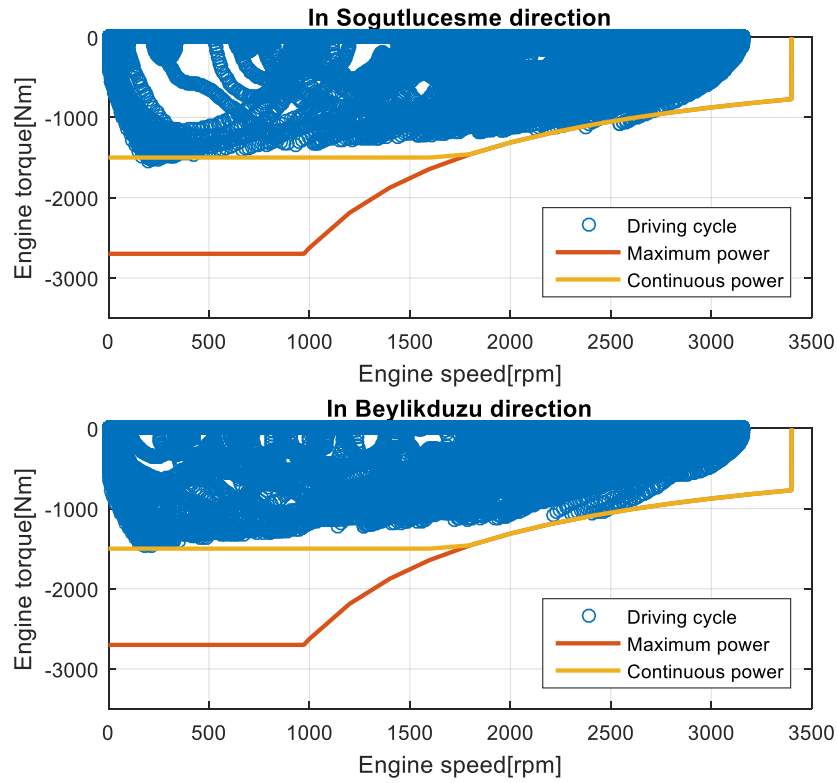 In Sogutlucesme direction
0
-1000
-2000
-3000
Engine torque[Nm]
Driving cycle
Maximum power
Continuous power
0 500 1000 1500 2000 2500 3000 3500
Engine speed[rpm]
In Beylikduzu direction
0
-1000
-2000
-3000
Engine torque[Nm]
Driving cycle
Maximum power
Continuous power
0 500 1000 1500 2000 2500 3000 3500
Engine speed[rpm]